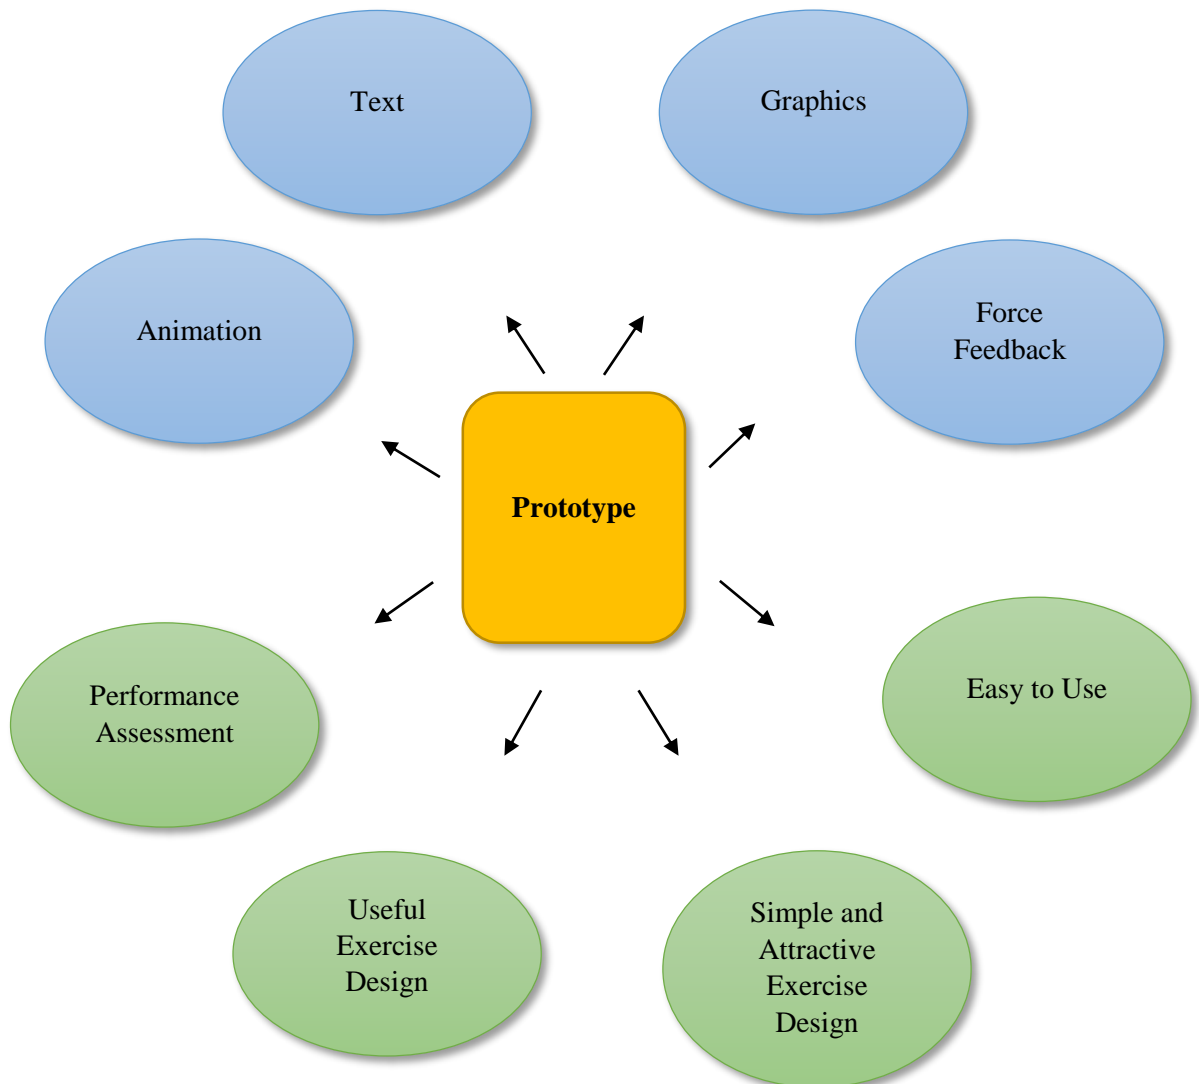 Text
Graphics
Animation
Force
Feedback
Prototype
Performance
Assessment
Easy to Use
Useful
Exercise
Design
Simple and
Attractive
Exercise
Design